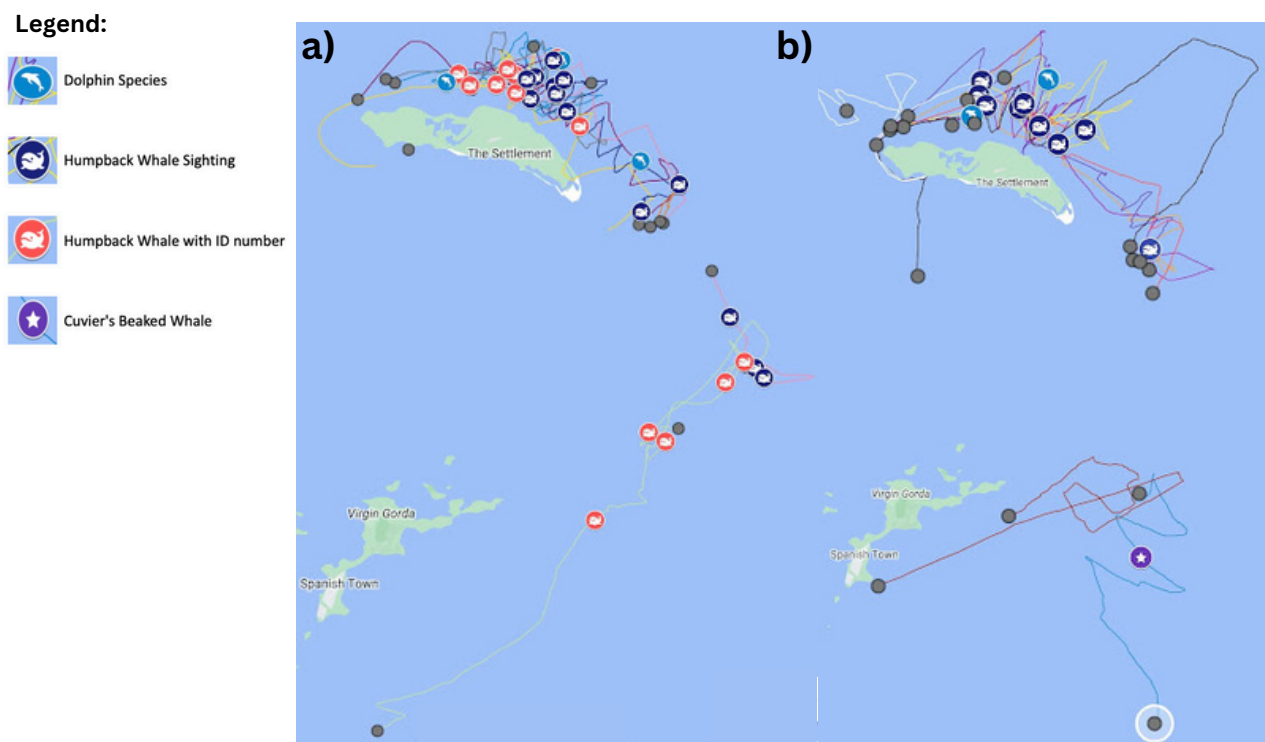 Legend:
Dolphin Species
Humpback Whale Sighting
Humpback Whale with ID number
Cuvier's Beaked Whale
a)
The Settlement
Virgin Gorda
Spanish Town
b)
The Settlement
Virgin Gorda
Spanish Town